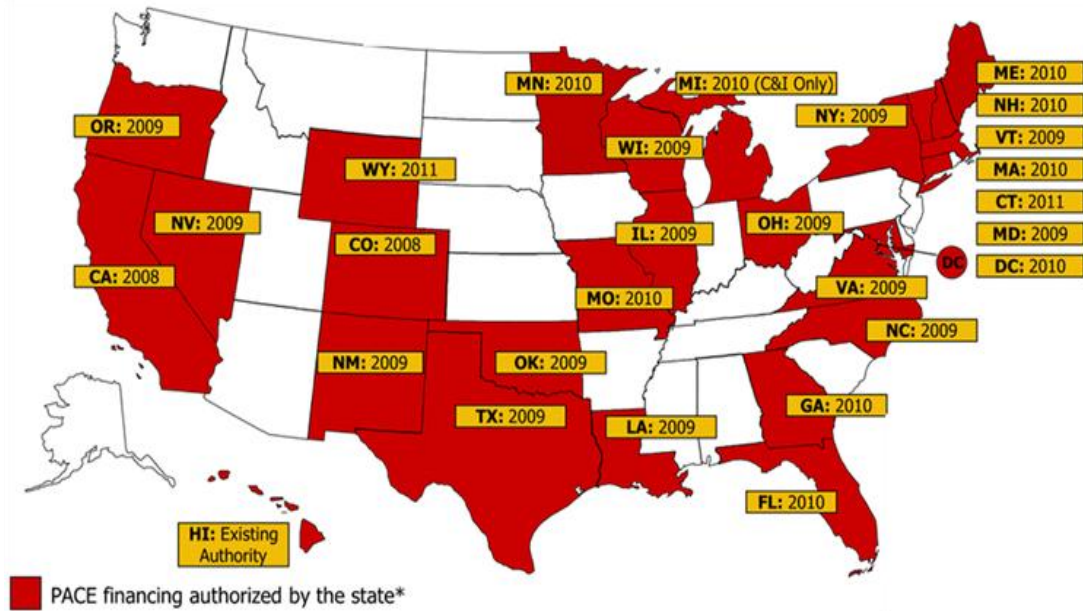 MN: 2010
MI: 2010 (C&I Only)
ME: 2010
NH: 2010
NY: 2009
OR: 2009
VT: 2009
WI: 2009
WY: 2011
MA: 2010
CT: 2011
NV: 2009
IL: 2009
OH: 2009
CO: 2008
MD: 2009
DC
DC: 2010
CA: 2008
VA: 2009
MO: 2010
NC: 2009
NM: 2009
OK: 2009
TX: 2009
GA: 2010
LA: 2009
FL: 2010
HI: Existing
Authority
PACE financing authorized by the state*